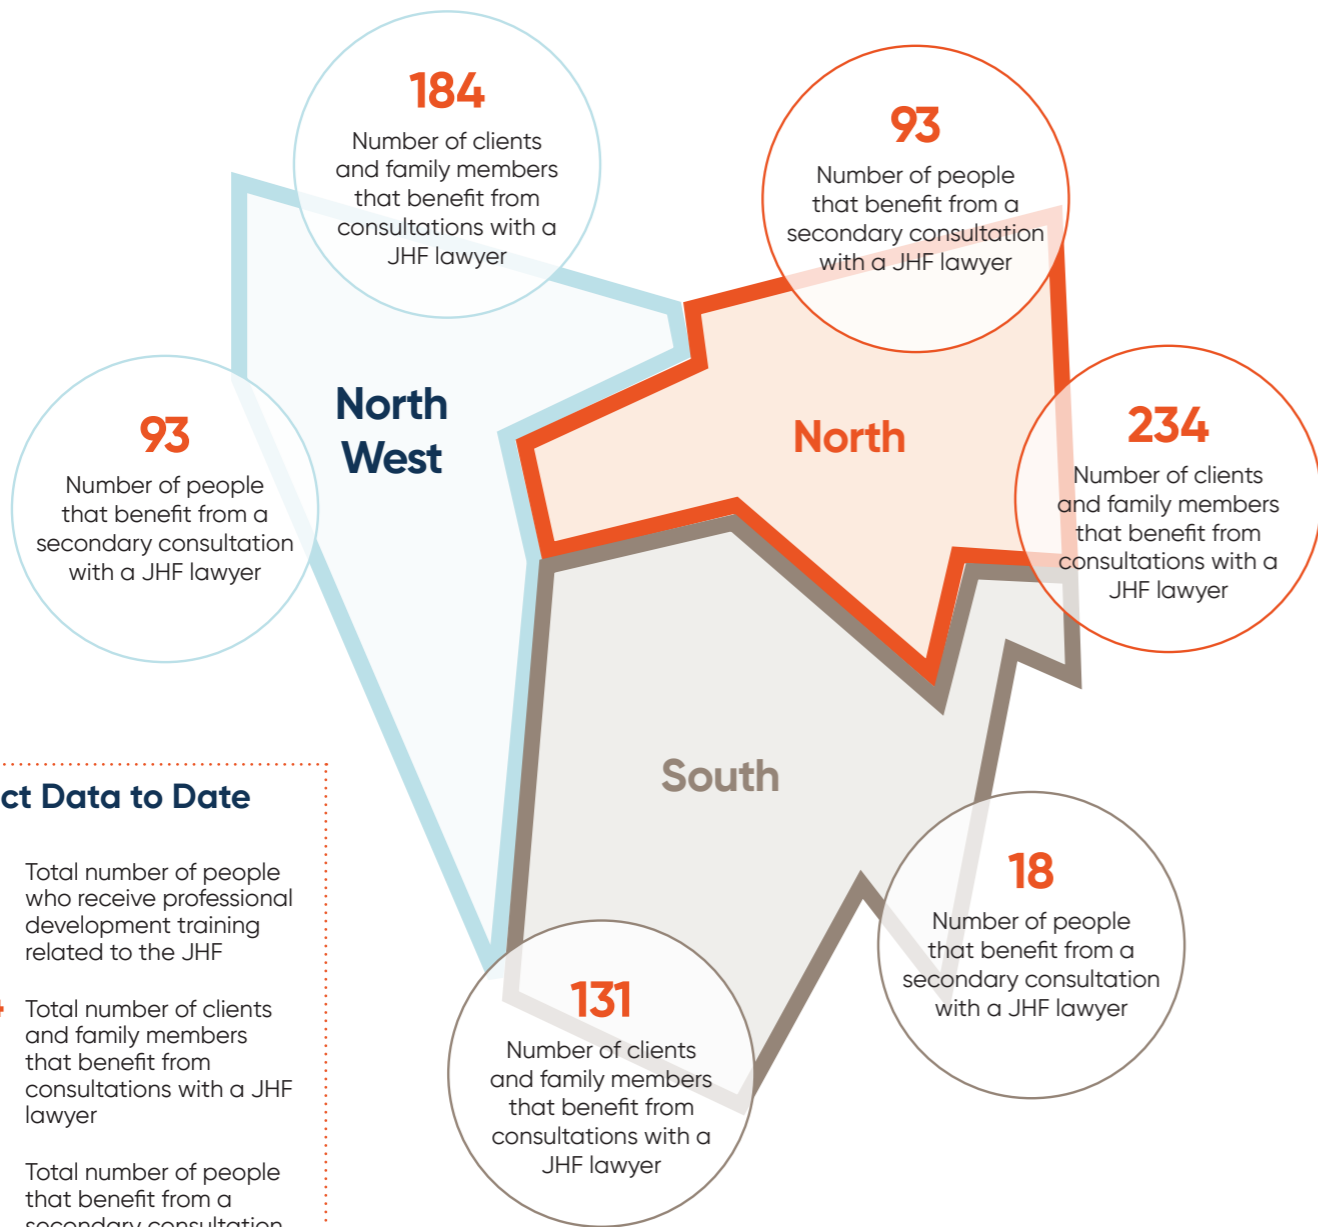 184
Number of clients
and family members
that benefit from
consultations with a
JHF lawyer
93
Number of people
that benefit from a
secondary consultation
with a JHF lawyer
North
West
93
Number of people
that benefit from a
secondary consultation
with a JHF lawyer
North
234
Number of clients
and family members
that benefit from
consultations with a
JHF lawyer
South
18
Number of people
that benefit from a
secondary consultation
with a JHF lawyer
131
Number of clients
and family members
that benefit from
consultations with a
JHF lawyer
Data to Date
Total number of people
who receive professional
development training
related to the JHF
Total number of clients
and family members
that benefit from
consultations with a JHF
lawyer
Total number of people
that benefit from a
secondary consultation